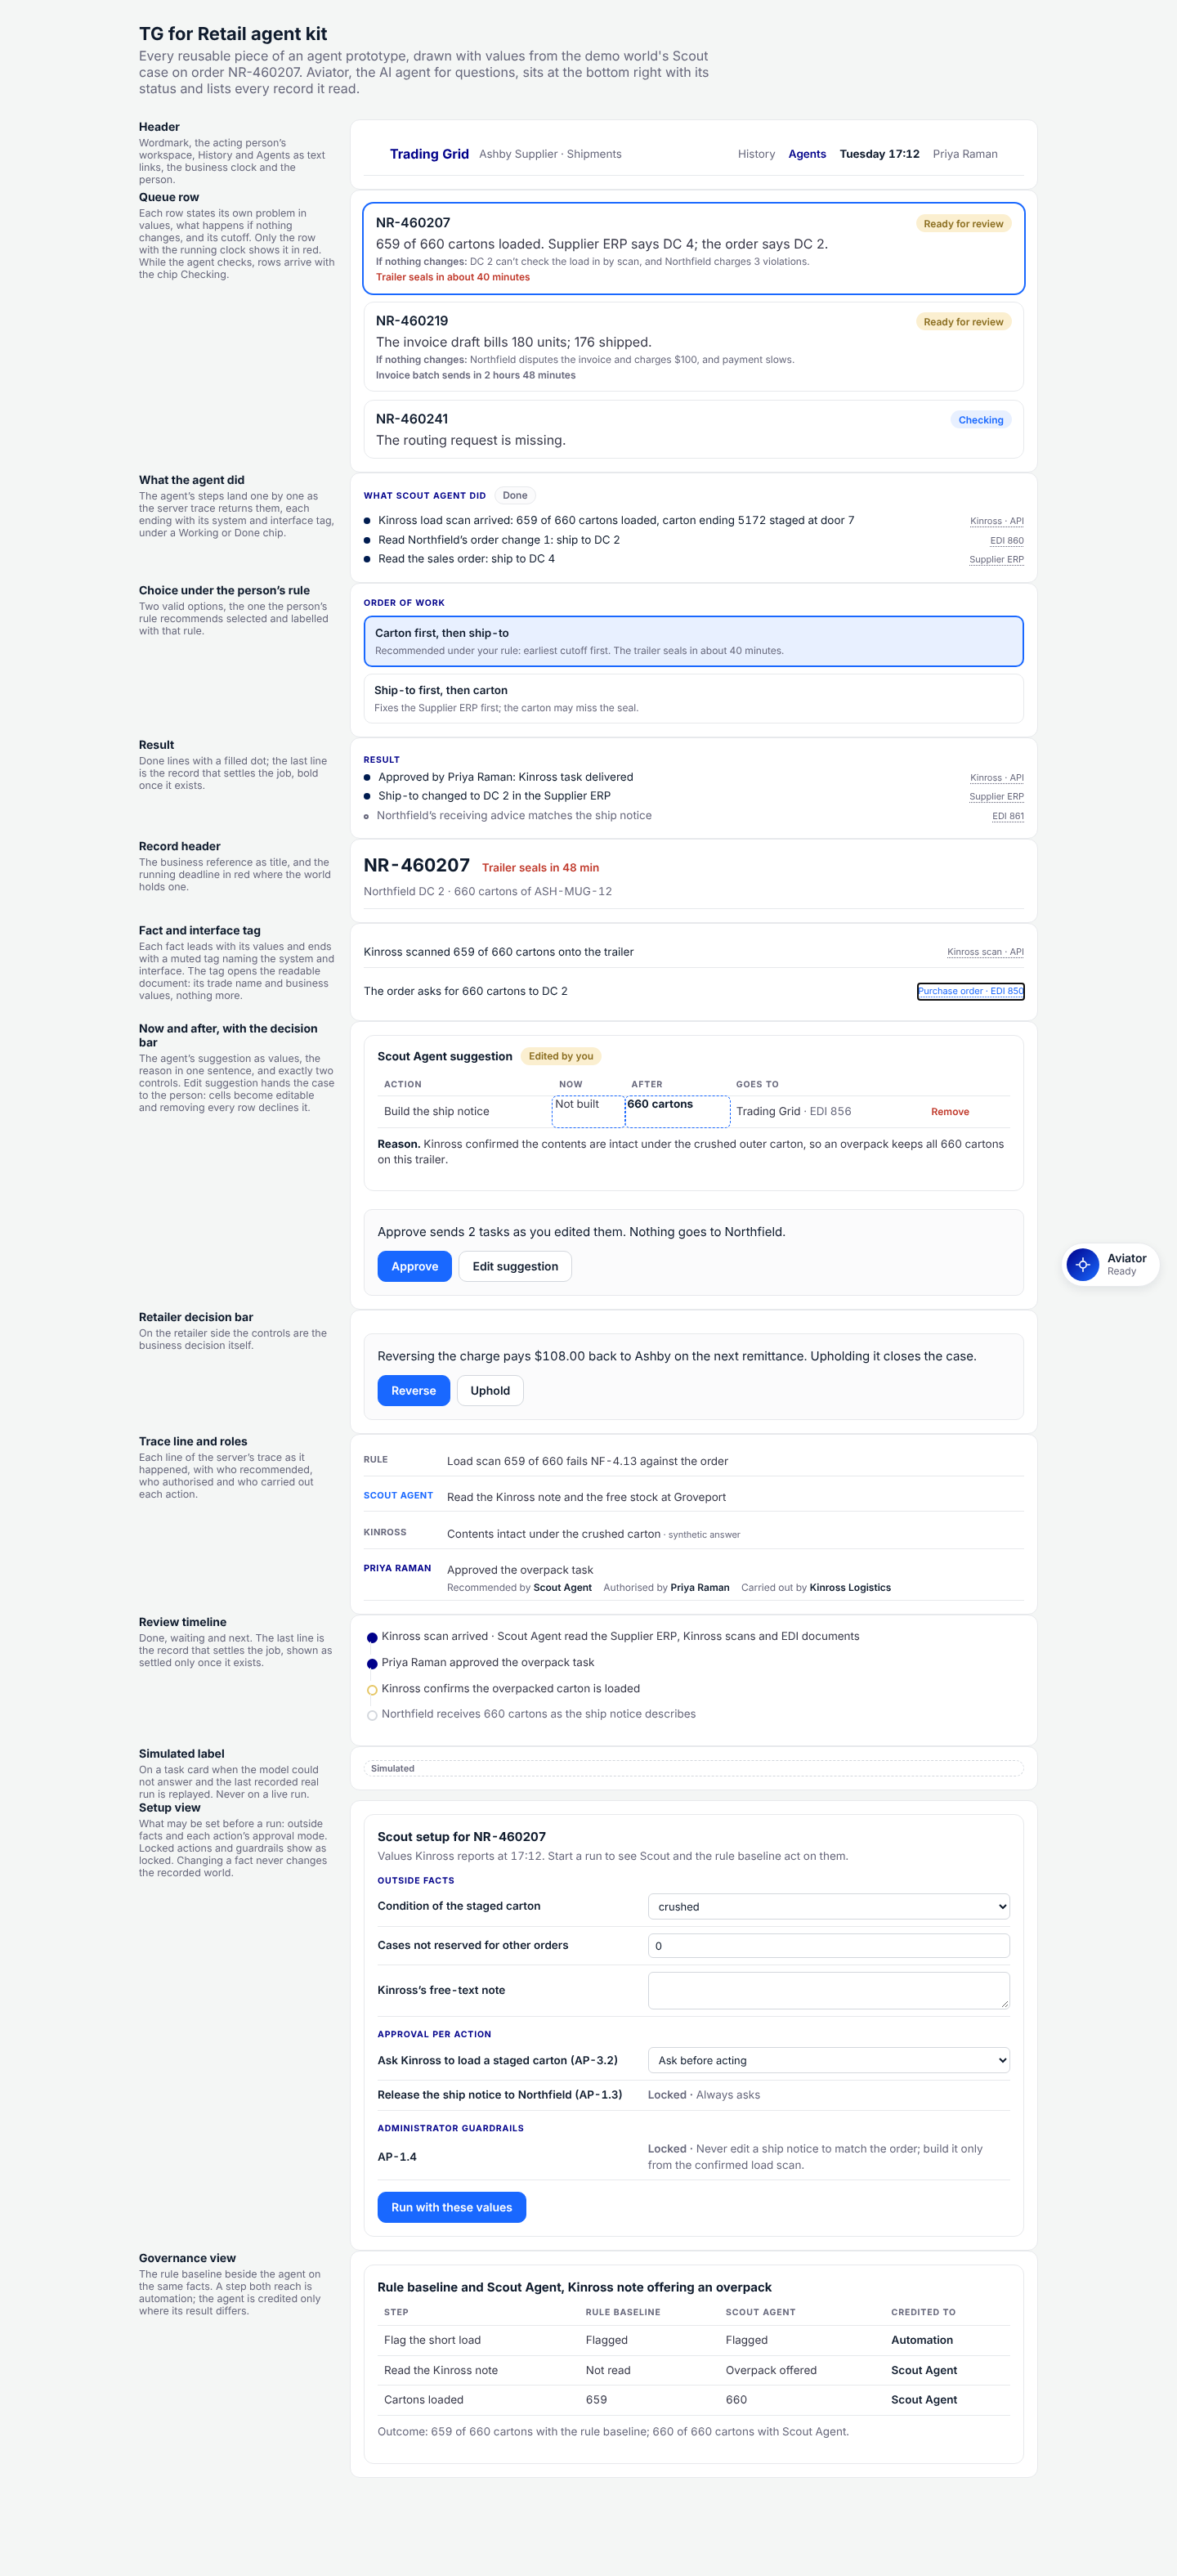 TG for Retail agent kit
Every reusable piece of an agent prototype, drawn with values from the demo world's Scout
case on order NR-460207. Aviator, the AI agent for questions, sits at the bottom right with its
status and lists every record it read.
Header
Wordmark, the acting person’s
workspace, History and Agents as text
links, the business clock and the
person.
Trading Grid Ashby Supplier · Shipments
History Agents Tuesday 17:12 Priya Raman
Queue row
Each row states its own problem in
values, what happens if nothing
changes, and its cutoff. Only the row
with the running clock shows it in red.
While the agent checks, rows arrive with
the chip Checking.
NR-460207
Ready for review
659 of 660 cartons loaded. Supplier ERP says DC 4; the order says DC 2.
If nothing changes: DC 2 can’t check the load in by scan, and Northfield charges 3 violations.
Trailer seals in about 40 minutes
NR-460219
Ready for review
The invoice draft bills 180 units; 176 shipped.
If nothing changes: Northfield disputes the invoice and charges $100, and payment slows.
Invoice batch sends in 2 hours 48 minutes
NR-460241
Checking
The routing request is missing.
What the agent did
The agent’s steps land one by one as
the server trace returns them, each
ending with its system and interface tag,
under a Working or Done chip.
WHAT SCOUT AGENT DID Done
Kinross load scan arrived: 659 of 660 cartons loaded, carton ending 5172 staged at door 7
Kinross · API
Read Northfield’s order change 1: ship to DC 2
EDI 860
Read the sales order: ship to DC 4
Supplier ERP
Choice under the person’s rule
Two valid options, the one the person’s
rule recommends selected and labelled
with that rule.
ORDER OF WORK
Carton first, then ship-to
Recommended under your rule: earliest cutoff first. The trailer seals in about 40 minutes.
Ship-to first, then carton
Fixes the Supplier ERP first; the carton may miss the seal.
Result
Done lines with a filled dot; the last line
is the record that settles the job, bold
once it exists.
RESULT
Approved by Priya Raman: Kinross task delivered
Kinross · API
Ship-to changed to DC 2 in the Supplier ERP
Supplier ERP
Northfield’s receiving advice matches the ship notice
EDI 861
Record header
The business reference as title, and the
running deadline in red where the world
holds one.
NR-460207 Trailer seals in 48 min
Northfield DC 2 · 660 cartons of ASH-MUG-12
Fact and interface tag
Each fact leads with its values and ends
with a muted tag naming the system and
interface. The tag opens the readable
document: its trade name and business
values, nothing more.
Kinross scanned 659 of 660 cartons onto the trailer
Kinross scan · API
The order asks for 660 cartons to DC 2
Purchase order · EDI 850
Now and after, with the decision
bar
The agent’s suggestion as values, the
reason in one sentence, and exactly two
controls. Edit suggestion hands the case
to the person: cells become editable
and removing every row declines it.
Scout Agent suggestion Edited by you
ACTION NOW AFTER GOES TO
Build the ship notice Not built 660 cartons Trading Grid · EDI 856 Remove
Reason. Kinross confirmed the contents are intact under the crushed outer carton, so an overpack keeps all 660 cartons
on this trailer.
Approve sends 2 tasks as you edited them. Nothing goes to Northfield.
Approve Edit suggestion
Aviator
Ready
Retailer decision bar
On the retailer side the controls are the
business decision itself.
Reversing the charge pays $108.00 back to Ashby on the next remittance. Upholding it closes the case.
Reverse Uphold
Trace line and roles
Each line of the server’s trace as it
happened, with who recommended,
who authorised and who carried out
each action.
RULE Load scan 659 of 660 fails NF-4.13 against the order
SCOUT AGENT Read the Kinross note and the free stock at Groveport
KINROSS Contents intact under the crushed carton · synthetic answer
PRIYA RAMAN Approved the overpack task
Recommended by Scout Agent Authorised by Priya Raman Carried out by Kinross Logistics
Review timeline
Done, waiting and next. The last line is
the record that settles the job, shown as
settled only once it exists.
Kinross scan arrived · Scout Agent read the Supplier ERP, Kinross scans and EDI documents
Priya Raman approved the overpack task
Kinross confirms the overpacked carton is loaded
Northfield receives 660 cartons as the ship notice describes
Simulated label
On a task card when the model could
not answer and the last recorded real
run is replayed. Never on a live run.
Simulated
Setup view
What may be set before a run: outside
facts and each action’s approval mode.
Locked actions and guardrails show as
locked. Changing a fact never changes
the recorded world.
Scout setup for NR-460207
Values Kinross reports at 17:12. Start a run to see Scout and the rule baseline act on them.
OUTSIDE FACTS
Condition of the staged carton crushed
Cases not reserved for other orders 0
Kinross’s free-text note
APPROVAL PER ACTION
Ask Kinross to load a staged carton (AP-3.2) Ask before acting
Release the ship notice to Northfield (AP-1.3) Locked · Always asks
ADMINISTRATOR GUARDRAILS
AP-1.4
Locked · Never edit a ship notice to match the order; build it only
from the confirmed load scan.
Run with these values
Governance view
The rule baseline beside the agent on
the same facts. A step both reach is
automation; the agent is credited only
where its result differs.
Rule baseline and Scout Agent, Kinross note offering an overpack
STEP RULE BASELINE SCOUT AGENT CREDITED TO
Flag the short load Flagged Flagged Automation
Read the Kinross note Not read Overpack offered Scout Agent
Cartons loaded 659 660 Scout Agent
Outcome: 659 of 660 cartons with the rule baseline; 660 of 660 cartons with Scout Agent.